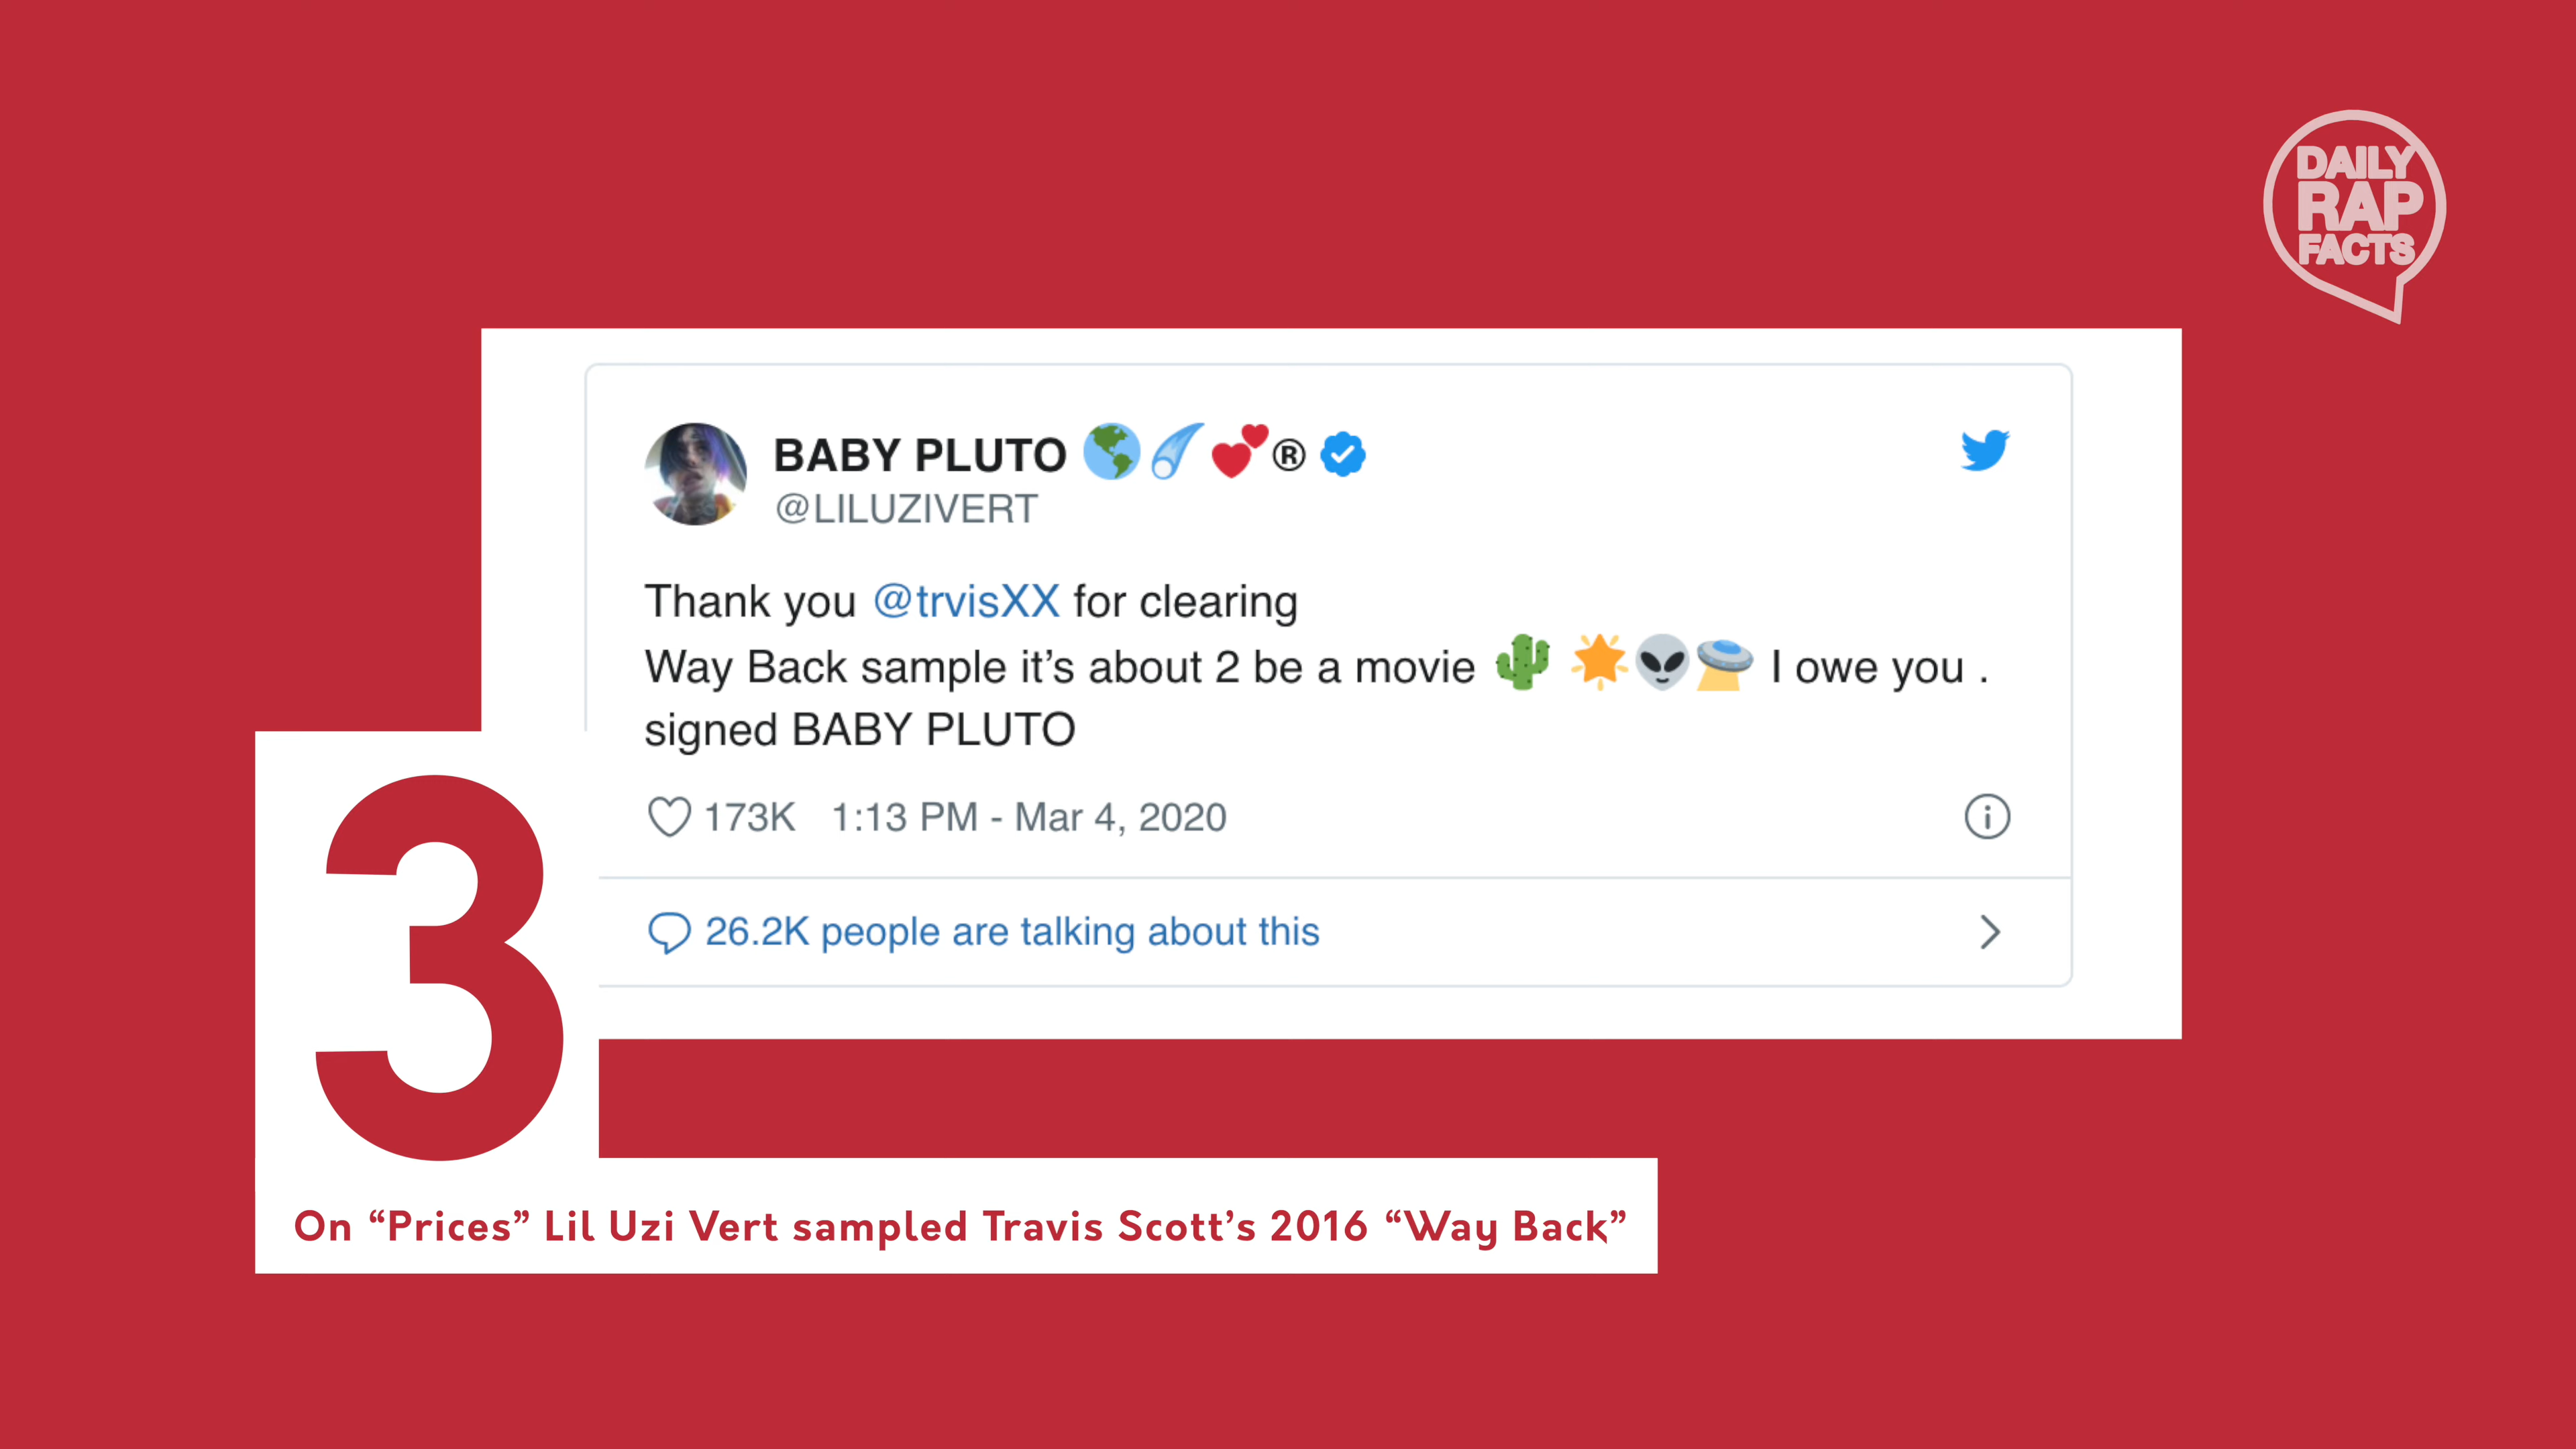 DAILY
RAP
FACTS
BABY PLUTO 🌎☄️💕®
@LILUZIVERT
Thank you @trvisXX for clearing
Way Back sample it’s about 2 be a movie 🌵 🌟👽🛸 I owe you .
signed BABY PLUTO
173K 1:13 PM - Mar 4, 2020
26.2K people are talking about this
3
On “Prices” Lil Uzi Vert sampled Travis Scott’s 2016 “Way Back”